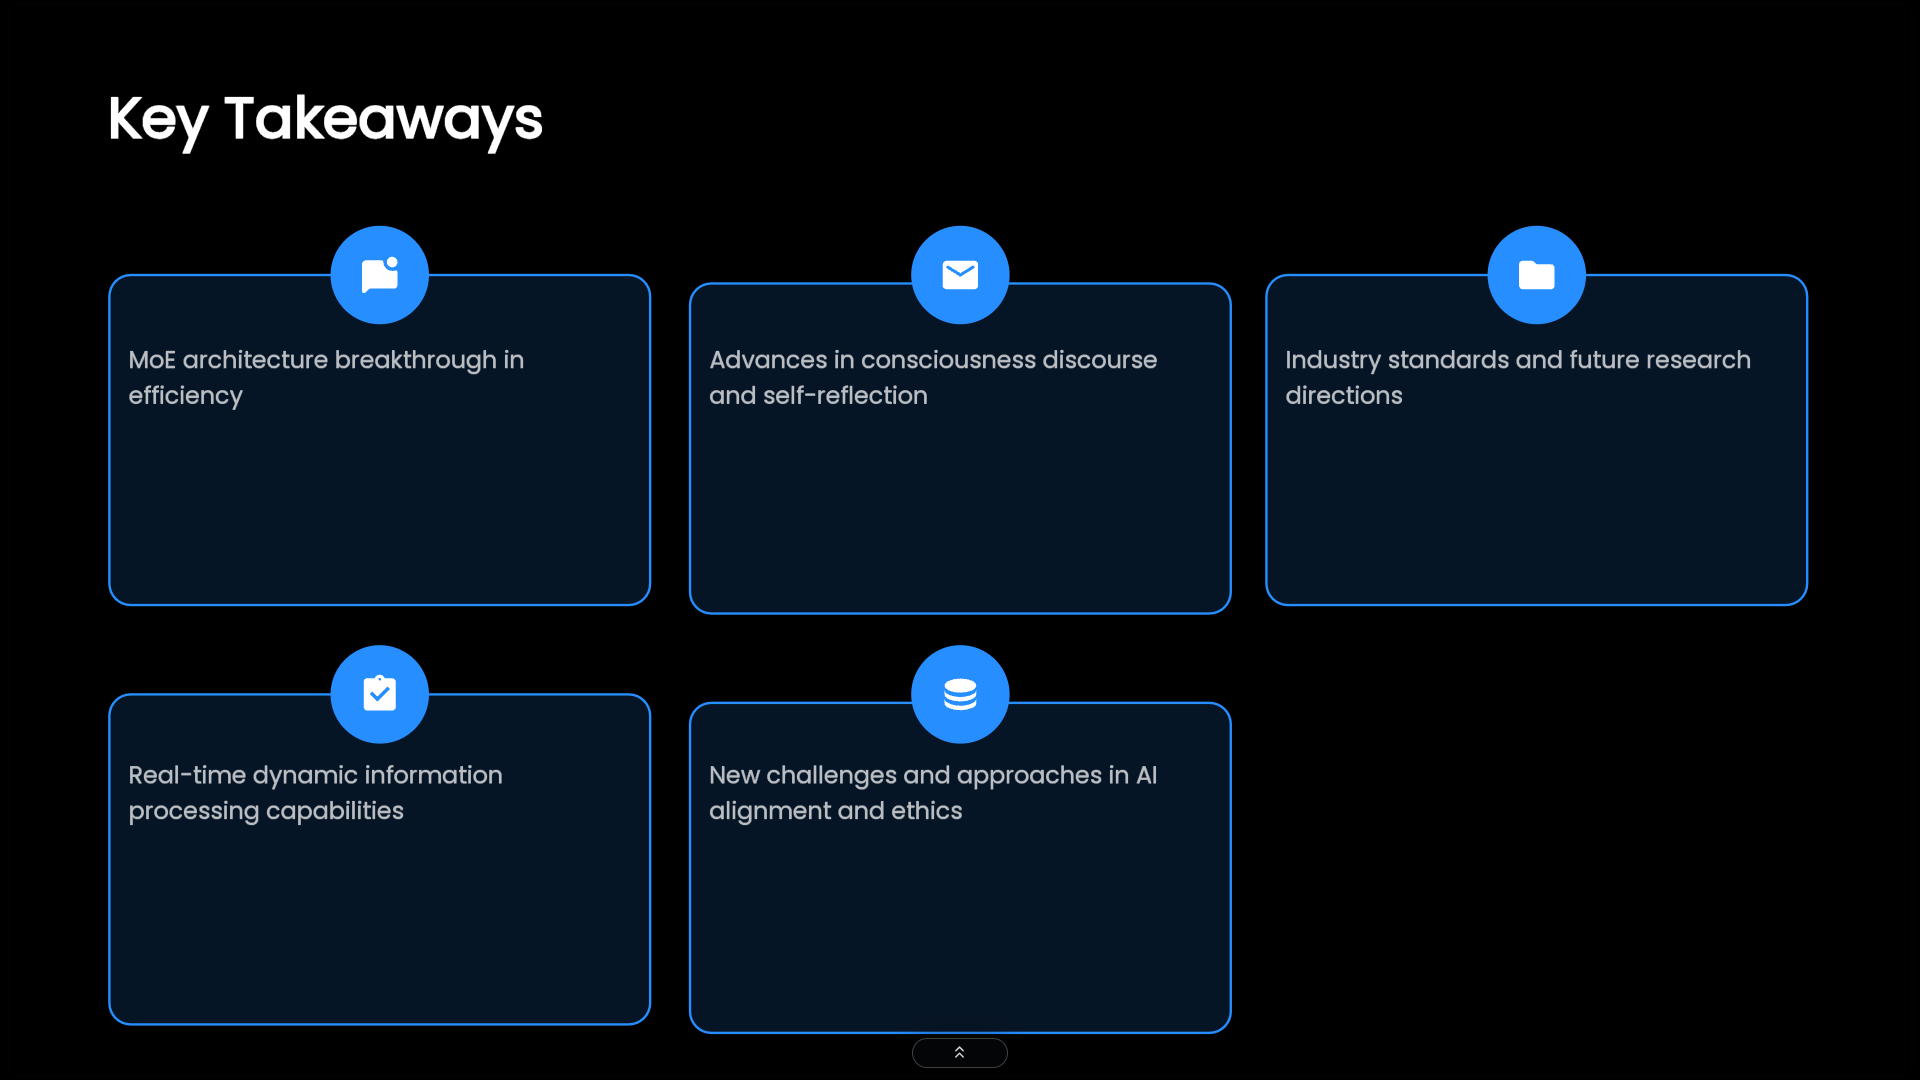 Key Takeaways
MoE architecture breakthrough in
efficiency
Advances in consciousness discourse
and self-reflection
Industry standards and future research
directions
Real-time dynamic information
processing capabilities
New challenges and approaches in AI
alignment and ethics